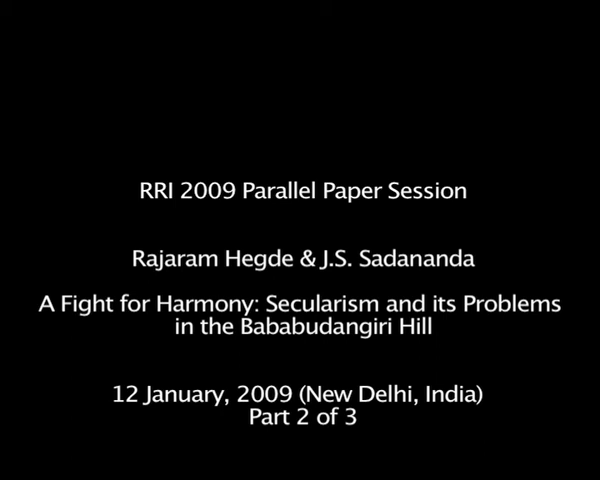 RRI 2009 Parallel Paper Session
Rajaram Hegde & J.S. Sadananda
A Fight for Harmony: Secularism and its Problems
in the Bababudangiri Hill
12 January, 2009 (New Delhi, India)
Part 2 of 3